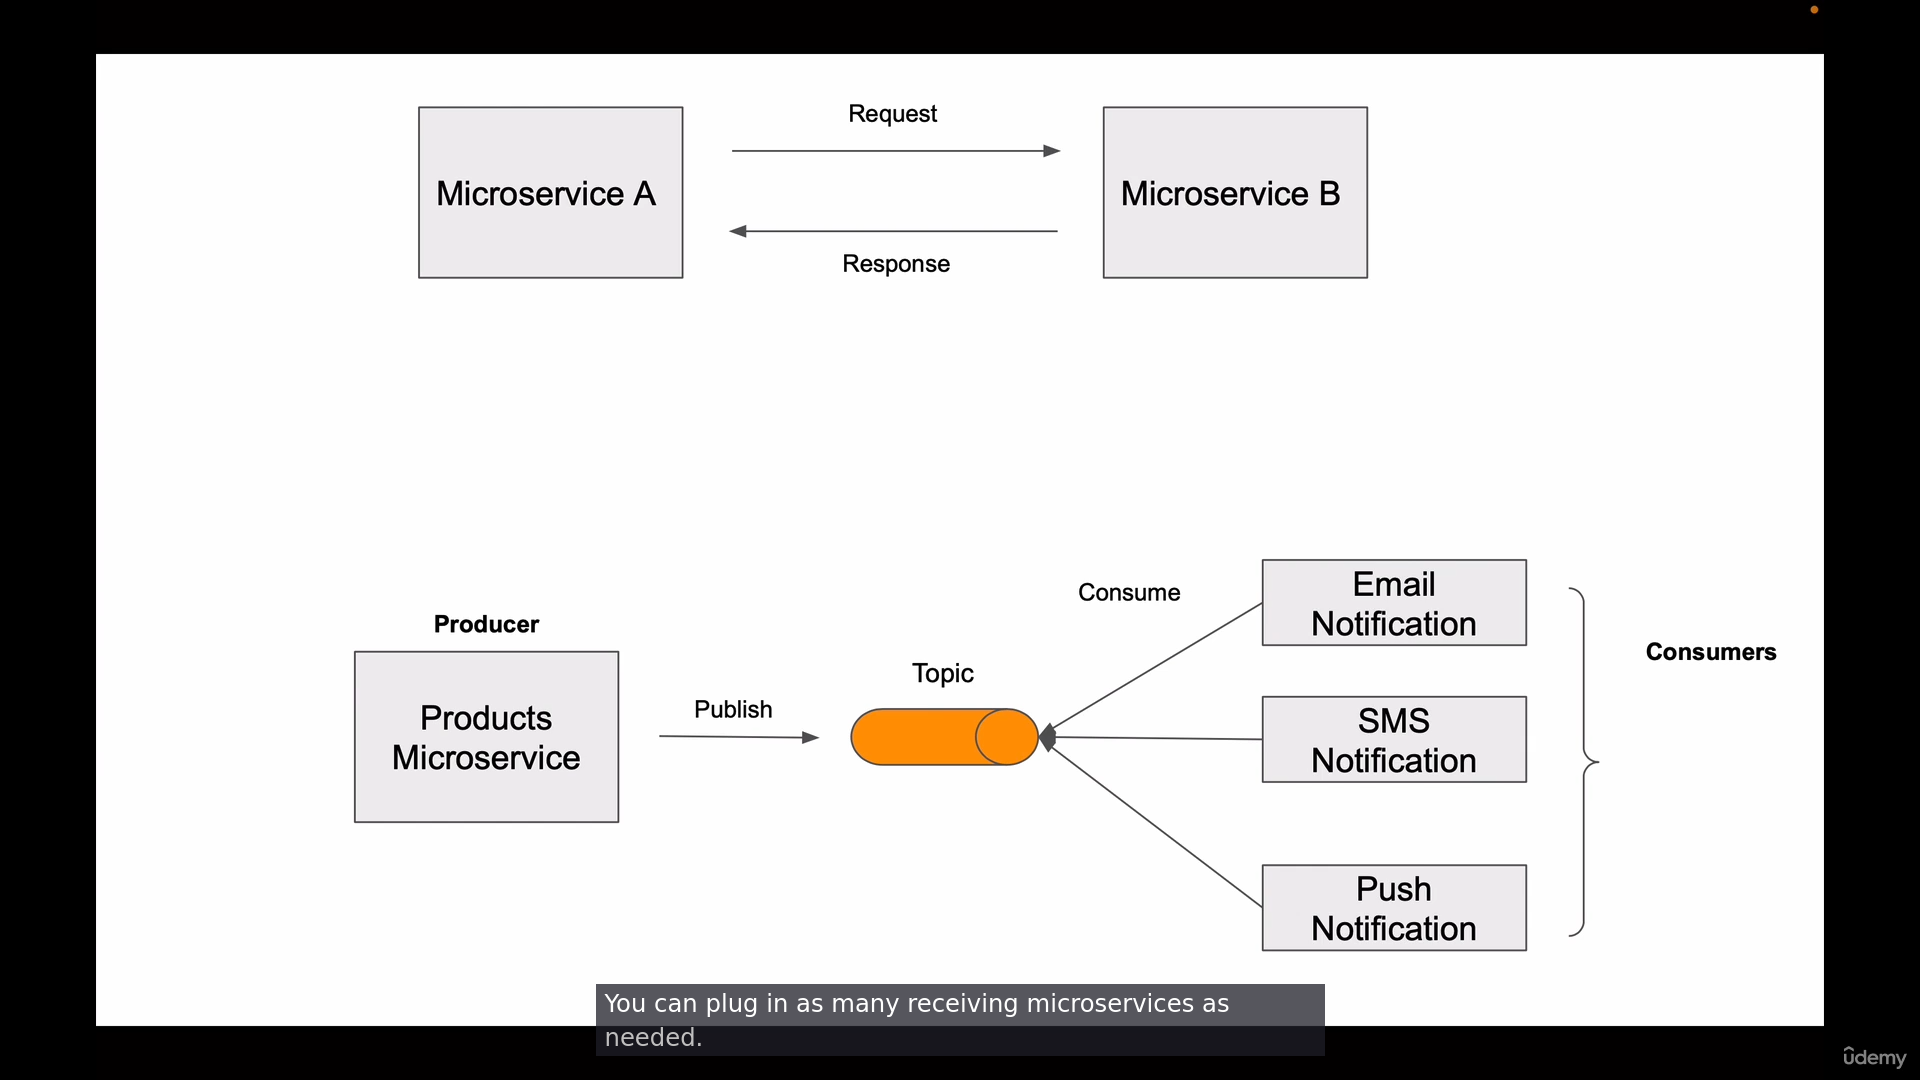 Request
Microservice A
Microservice B
Response
Consume
Email
Notification
Producer
Consumers
Topic
Products
Microservice
Publish
SMS
Notification
Push
Notification
You can plug in as many receiving microservices as
needed.
ûdemy